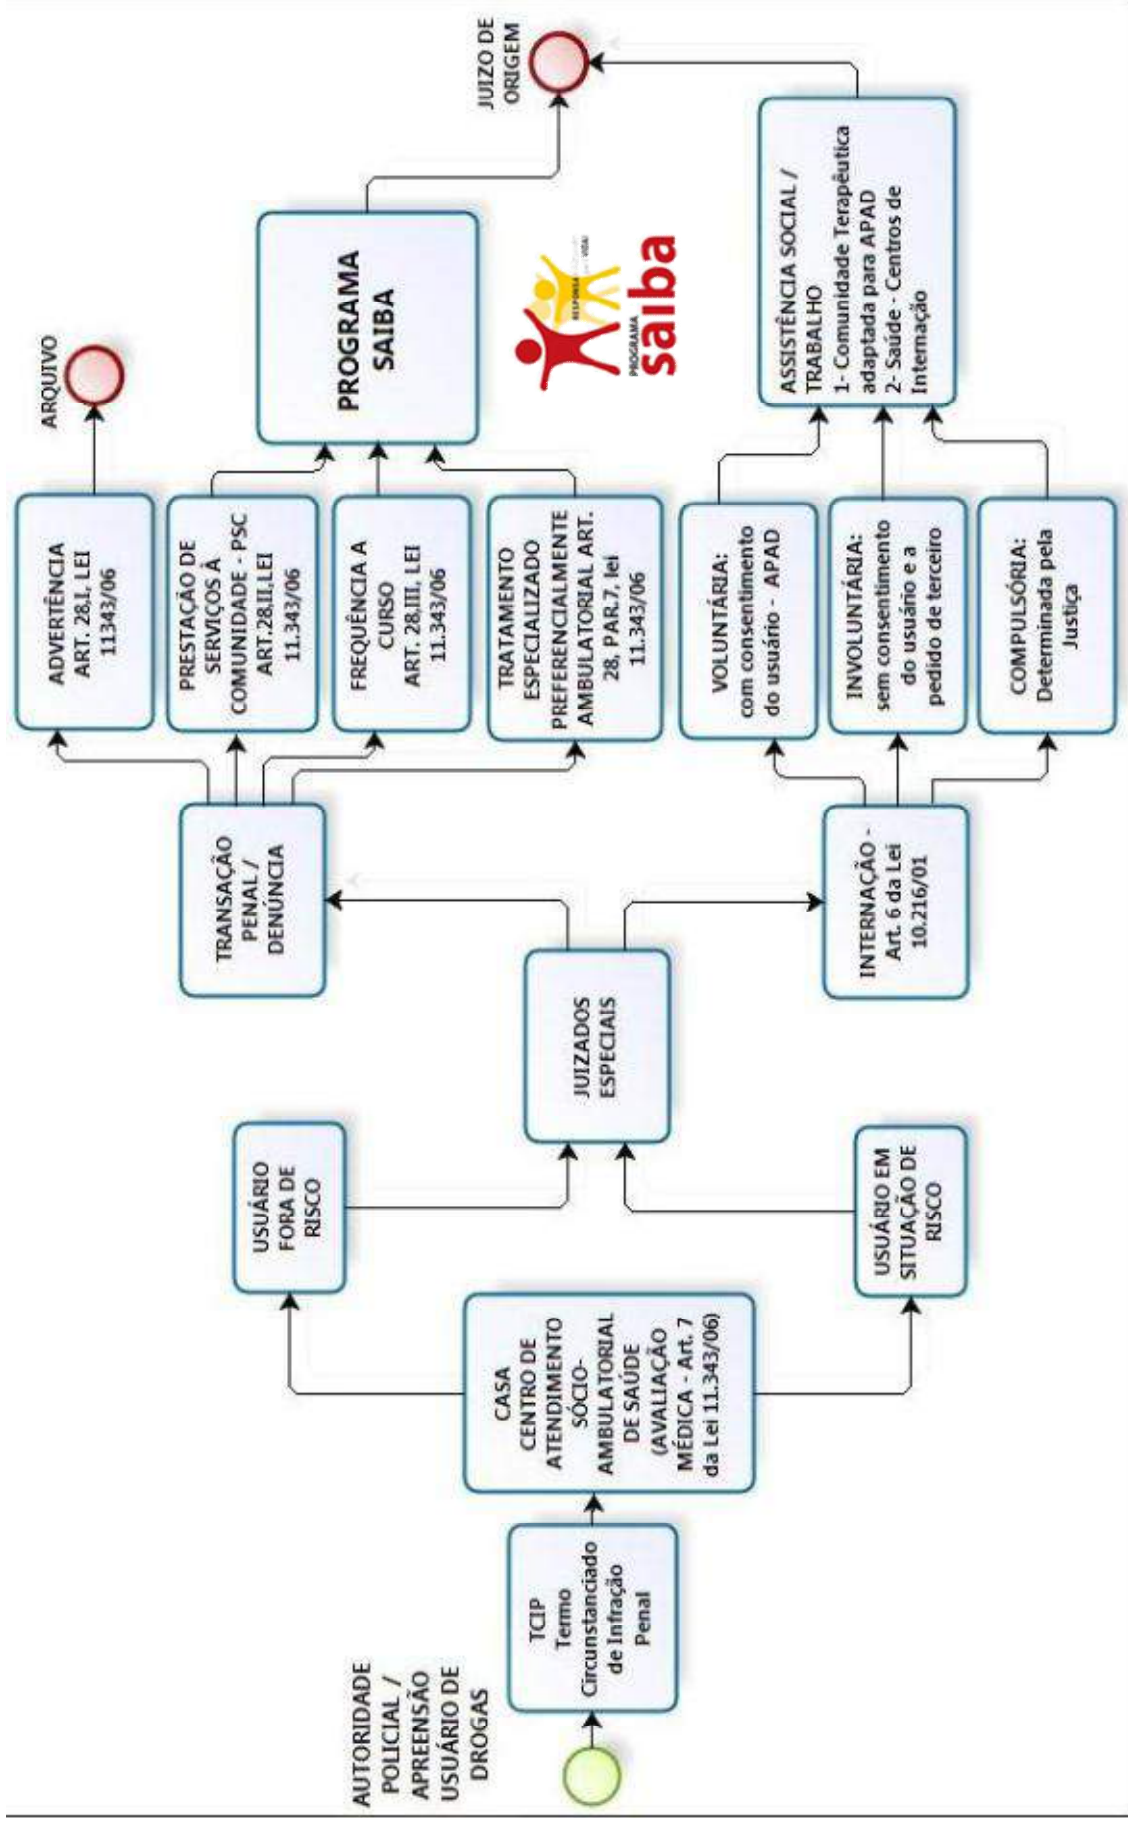 AUTORIDADE
POLICIAL /
APREENSÃO
USUÁRIO DE
DROGAS
TCIP
Termo
Circunstanciado
de Infração
Penal
CASA
CENTRO DE
ATENDIMENTO
SÓCIO-
AMBULATORIAL
DE SAÚDE
(AVALIAÇÃO
MÉDICA - Art. 7
da Lei 11.343/06)
USUÁRIO
FORA DE
RISCO
USUÁRIO EM
SITUAÇÃO DE
RISCO
JUIZADOS
ESPECIAIS
TRANSAÇÃO
PENAL /
DENÚNCIA
INTERNAÇÃO -
Art. 6 da Lei
10.216/01
ADVERTÊNCIA
ART. 28,I, LEI
11343/06
PRESTAÇÃO DE
SERVIÇOS À
COMUNIDADE - PSC
ART.28,II,LEI
11.343/06
FREQUÊNCIA A
CURSO
ART. 28,III, LEI
11.343/06
TRATAMENTO
ESPECIALIZADO
PREFERENCIALMENTE
AMBULATORIAL ART.
28, PAR.7, lei
11.343/06
VOLUNTÁRIA:
com consentimento
do usuário - APAD
INVOLUNTÁRIA:
sem consentimento
do usuário e a
pedido de terceiro
COMPULSÓRIA:
Determinada pela
Justiça
ARQUIVO
PROGRAMA
SAIBA
RESPONSA
VIDA!
PROGRAMA
saiba
ASSISTÊNCIA SOCIAL /
TRABALHO
1- Comunidade Terapêutica
adaptada para APAD
2- Saúde - Centros de
Internação
JUIZO DE
ORIGEM